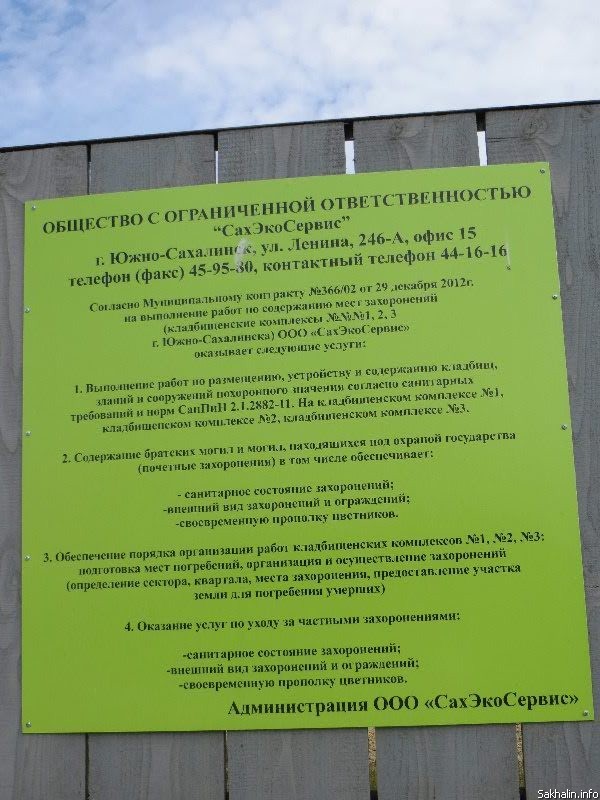 ОБЩЕСТВО С ОГРАНИЧЕННОЙ ОТВЕТСТВЕННОСТЬЮ
“СахЭкоСервис”
г. Южно-Сахалинск, ул. Ленина, 246-А, офис 15
телефон (факс) 45-95-80, контактный телефон 44-16-16
Согласно Муниципальному контракту №366/02 от 29 декабря 2012г.
на выполнение работ по содержанию мест захоронений
(кладбищенские комплексы №№№1, 2, 3
г. Южно-Сахалинска) ООО «СахЭкоСервис»
оказывает следующие услуги:
1. Выполнение работ по размещению, устройству и содержанию кладбищ,
зданий и сооружений похоронного значения согласно санитарных
требований и норм СанПиН 2.1.2882-11. На кладбищенском комплексе №1,
кладбищенском комплексе №2, кладбищенском комплексе №3.
2. Содержание братских могил и могил, находящихся под охраной государства
(почетные захоронения) в том числе обеспечивает:
- санитарное состояние захоронений;
-внешний вид захоронений и ограждений;
-своевременную прополку цветников.
3. Обеспечение порядка организации работ кладбищенских комплексов №1, №2, №3:
подготовка мест погребений, организация и осуществление захоронений
(определение сектора, квартала, места захоронения, предоставление участка
земли для погребения умерших)
4. Оказание услуг по уходу за частными захоронениями:
-санитарное состояние захоронений;
-внешний вид захоронений и ограждений;
-своевременную прополку цветников.
Администрация ООО «СахЭкоСервис»
Sakhalin.info